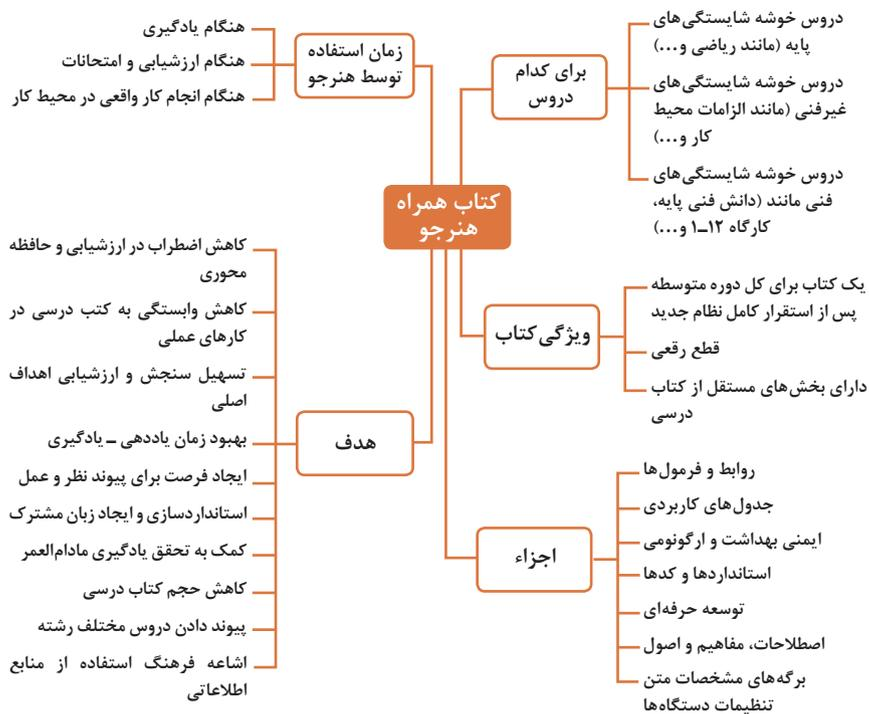 کتاب همراه
هنرجو
برای کدام
دروس
دروس خوشه شایستگی‌های
پایه (مانند ریاضی و...)
دروس خوشه شایستگی‌های
غیرفنی (مانند الزامات محیط
کار و...)
دروس خوشه شایستگی‌های
فنی مانند (دانش فنی پایه،
کارگاه ۱۲ـ۱ و...)
ویژگی کتاب
یک کتاب برای کل دوره متوسطه
پس از استقرار کامل نظام جدید
قطع رقعی
دارای بخش‌های مستقل از کتاب
درسی
اجزاء
روابط و فرمول‌ها
جدول‌های کاربردی
ایمنی بهداشت و ارگونومی
استانداردها و کدها
توسعه حرفه‌ای
اصطلاحات، مفاهیم و اصول
برگه‌های مشخصات متن
تنظیمات دستگاه‌ها
زمان استفاده
توسط هنرجو
هنگام یادگیری
هنگام ارزشیابی و امتحانات
هنگام انجام کار واقعی در محیط کار
هدف
کاهش اضطراب در ارزشیابی و حافظه
محوری
کاهش وابستگی به کتب درسی در
کارهای عملی
تسهیل سنجش و ارزشیابی اهداف
اصلی
بهبود زمان یاددهی ـ یادگیری
ایجاد فرصت برای پیوند نظر و عمل
استانداردسازی و ایجاد زبان مشترک
کمک به تحقق یادگیری مادام‌العمر
کاهش حجم کتاب درسی
پیوند دادن دروس مختلف رشته
اشاعه فرهنگ استفاده از منابع
اطلاعاتی